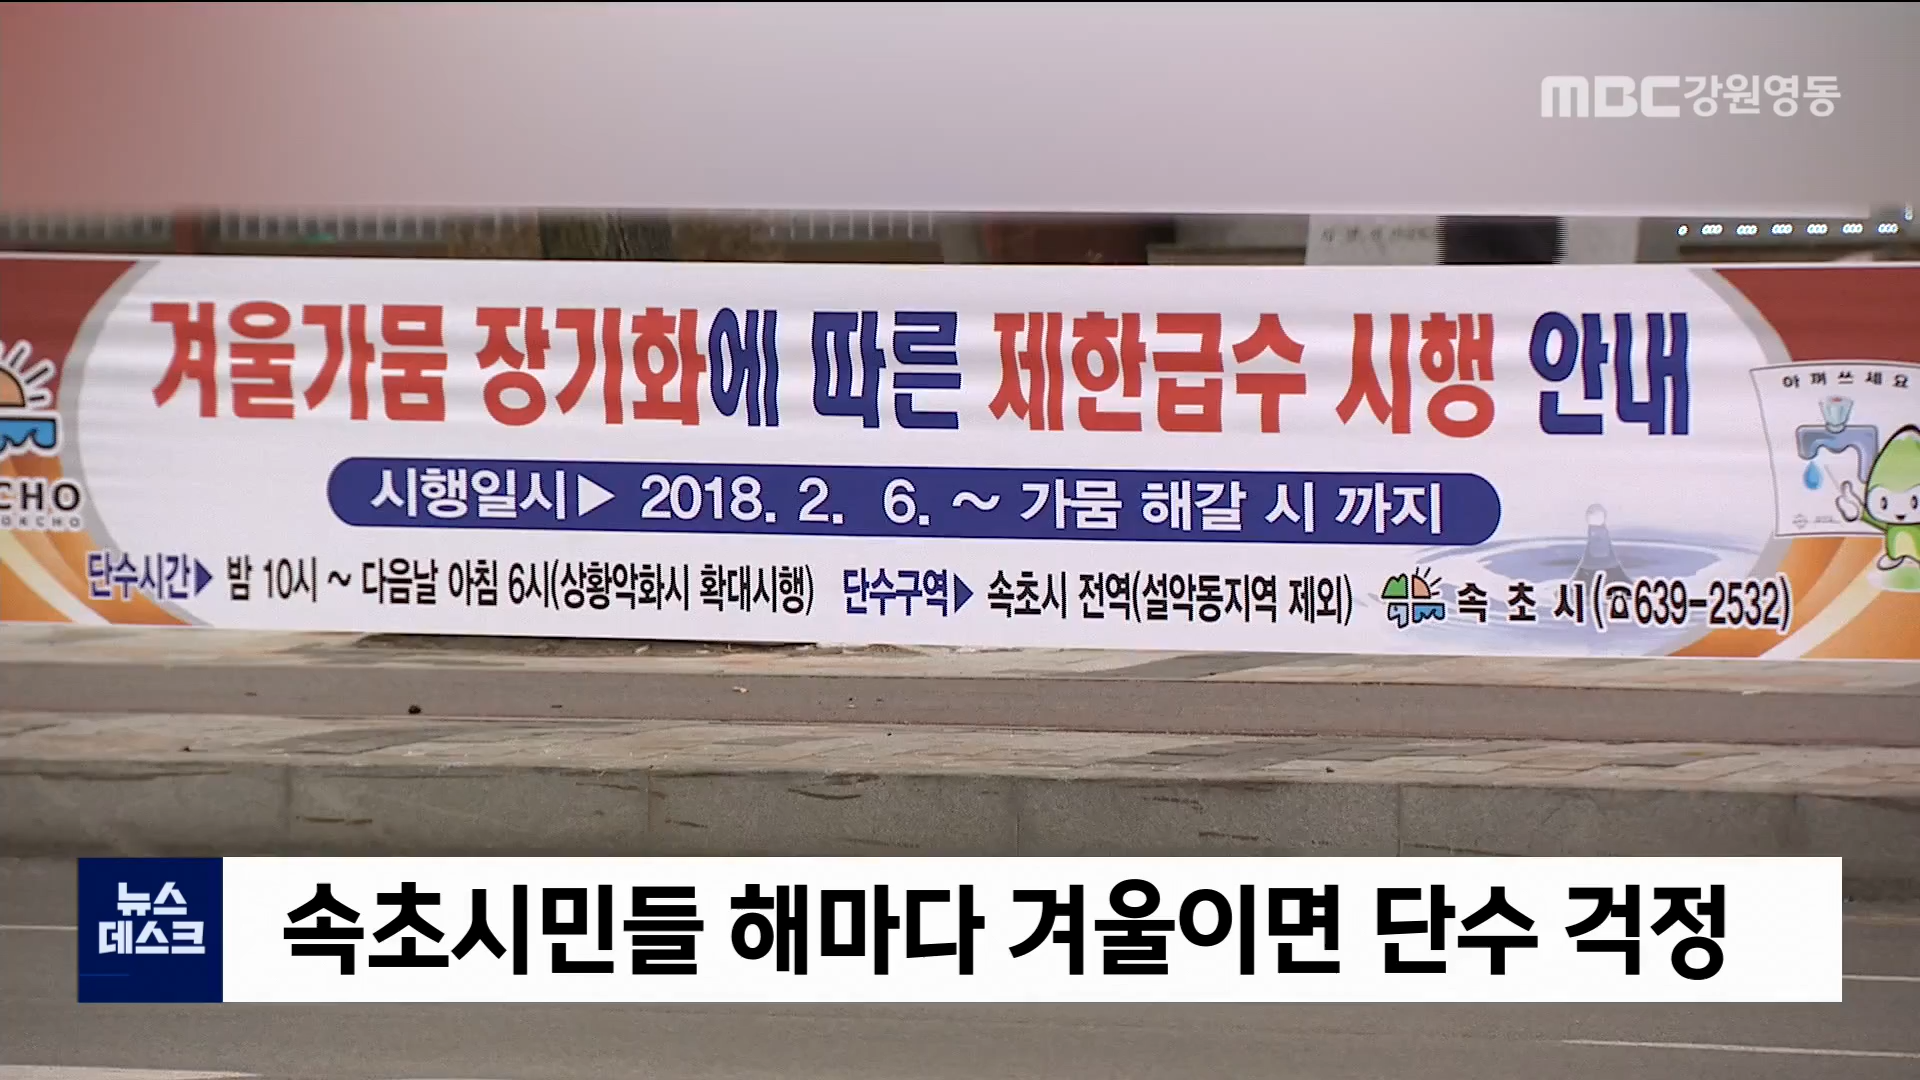 MBC강원영동
겨울가뭄 장기화에 따른 제한급수 시행 안내
아껴쓰세요
시행일시▶ 2018. 2. 6. ~ 가뭄 해갈 시 까지
CHO
단수시간▶ 밤 10시 ~ 다음날 아침 6시(상황악화시 확대시행) 단수구역▶ 속초시 전역(설악동지역 제외) 속 초 시(☎639-2532)
뉴스
데스크
속초시민들 해마다 겨울이면 단수 걱정